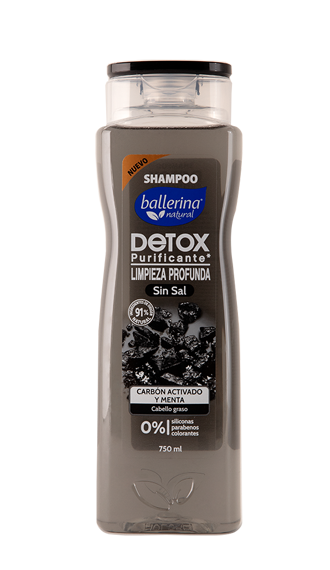 NUEVO
SHAMPOO
ballerina®
natural
DeTOX
Purificante*
LIMPIEZA PROFUNDA
Sin Sal
91%
NATURAL
CARBÓN ACTIVADO
Y MENTA
Cabello graso
0% siliconas
parabenos
colorantes
750 ml